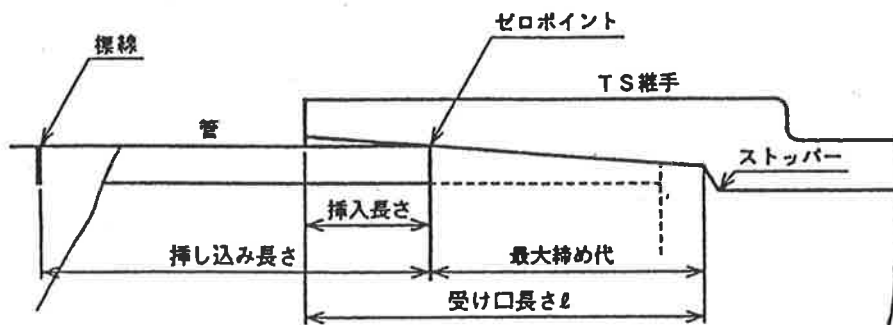 ゼロポイント
標線
TS継手
管
ストッパー
挿入長さ
挿し込み長さ
最大締め代
受け口長さℓ